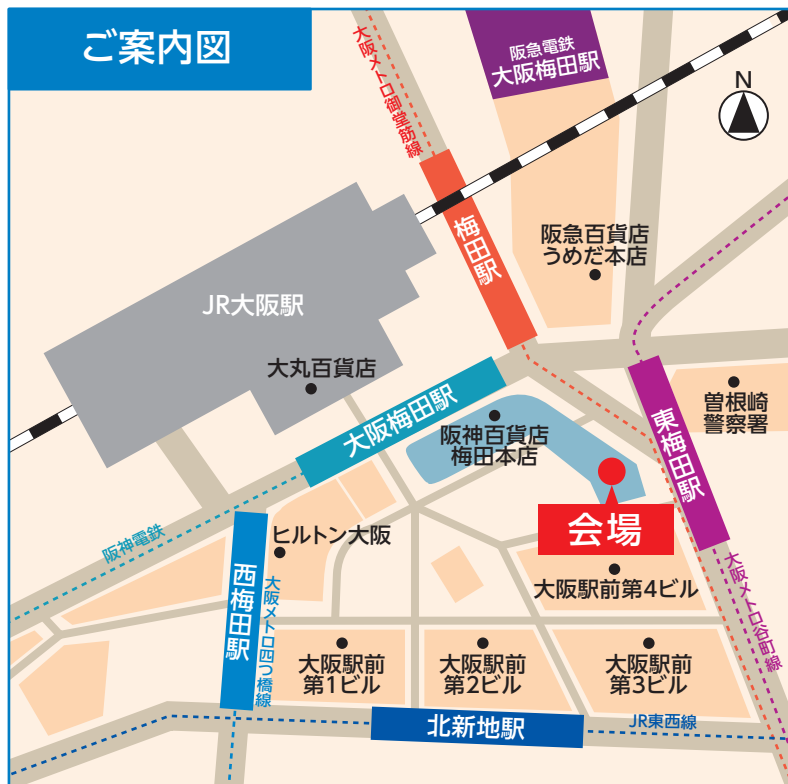 ご案内図
大阪メトロ御堂筋線
阪急電鉄
大阪梅田駅
N
梅田駅
阪急百貨店
うめだ本店
JR大阪駅
大丸百貨店
大阪梅田駅
阪神百貨店
梅田本店
東梅田駅
曽根崎
警察署
会場
阪神電鉄
ヒルトン大阪
西梅田駅
大阪メトロ四つ橋線
大阪駅前第4ビル
大阪メトロ谷町線
大阪駅前
第1ビル
大阪駅前
第2ビル
大阪駅前
第3ビル
北新地駅
JR東西線